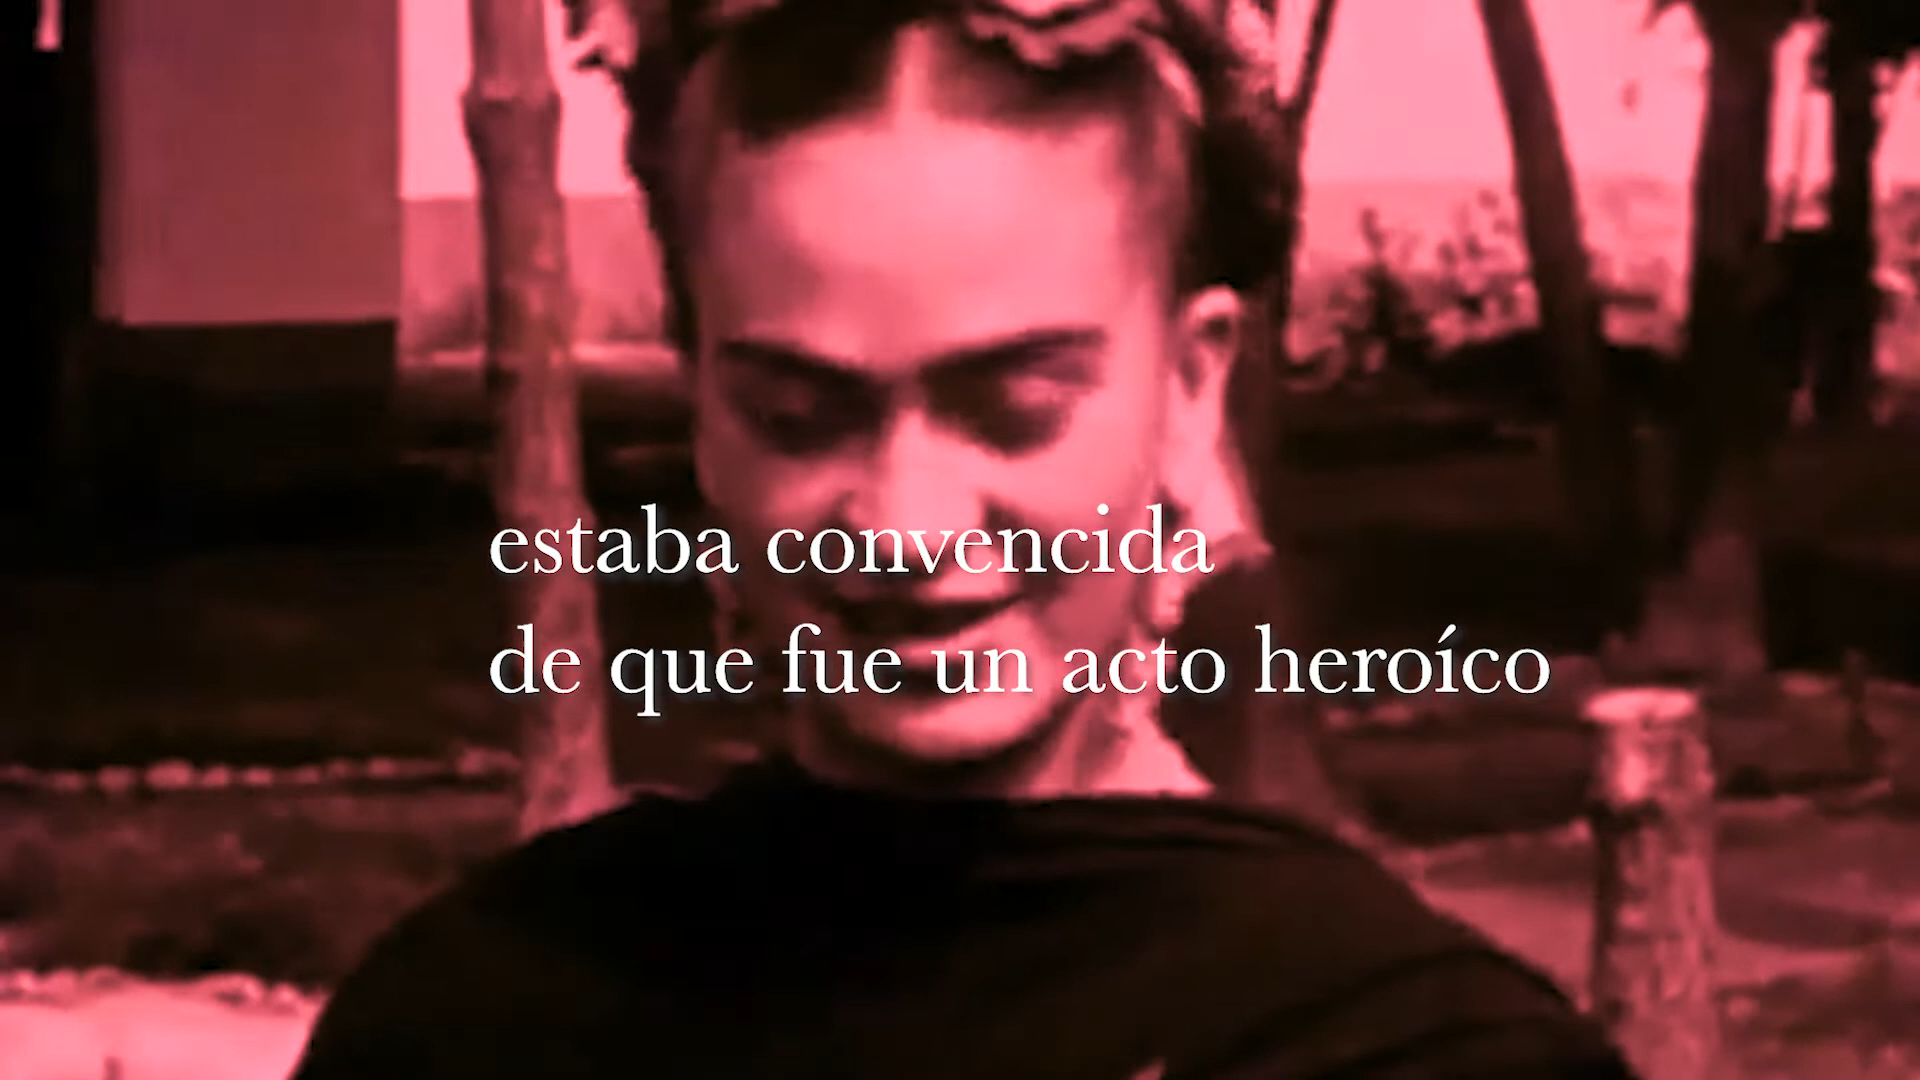 estaba convencida
de que fue un acto heroíco